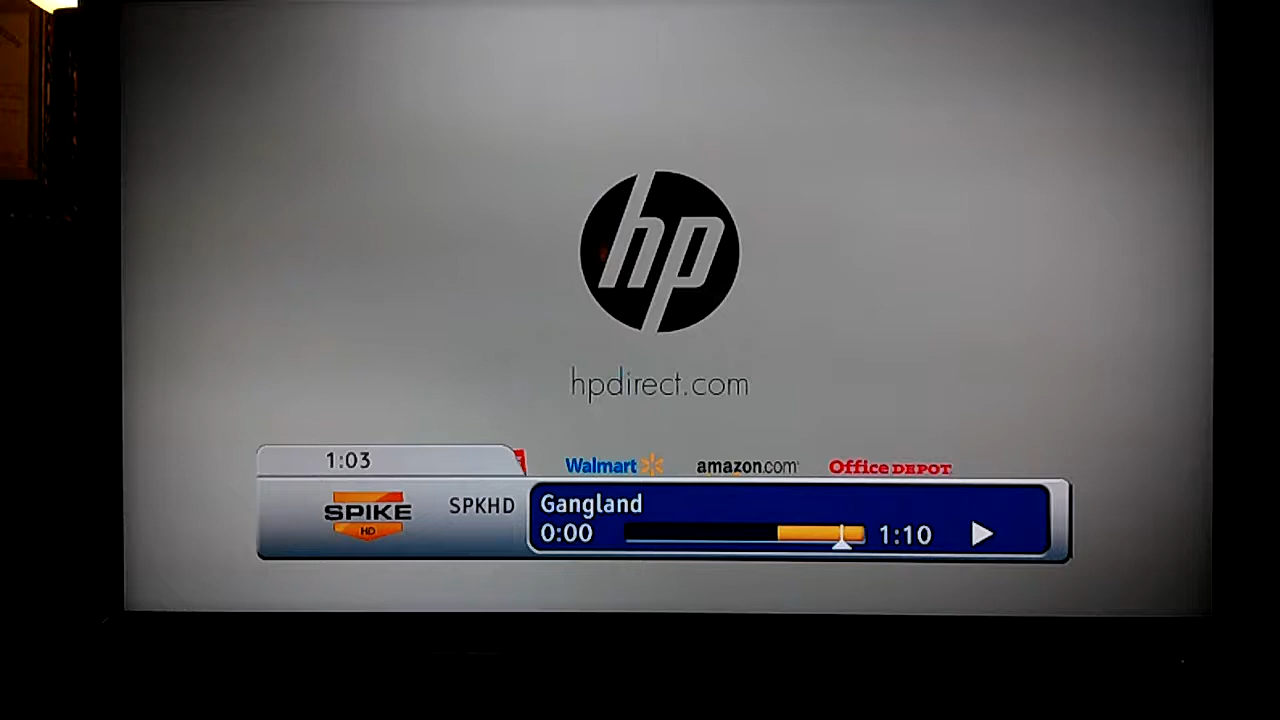 hp
hpdirect.com
1:03
Walmart amazon.com Office DEPOT
SPIKE
HD
SPKHD
Gangland
0:00 1:10